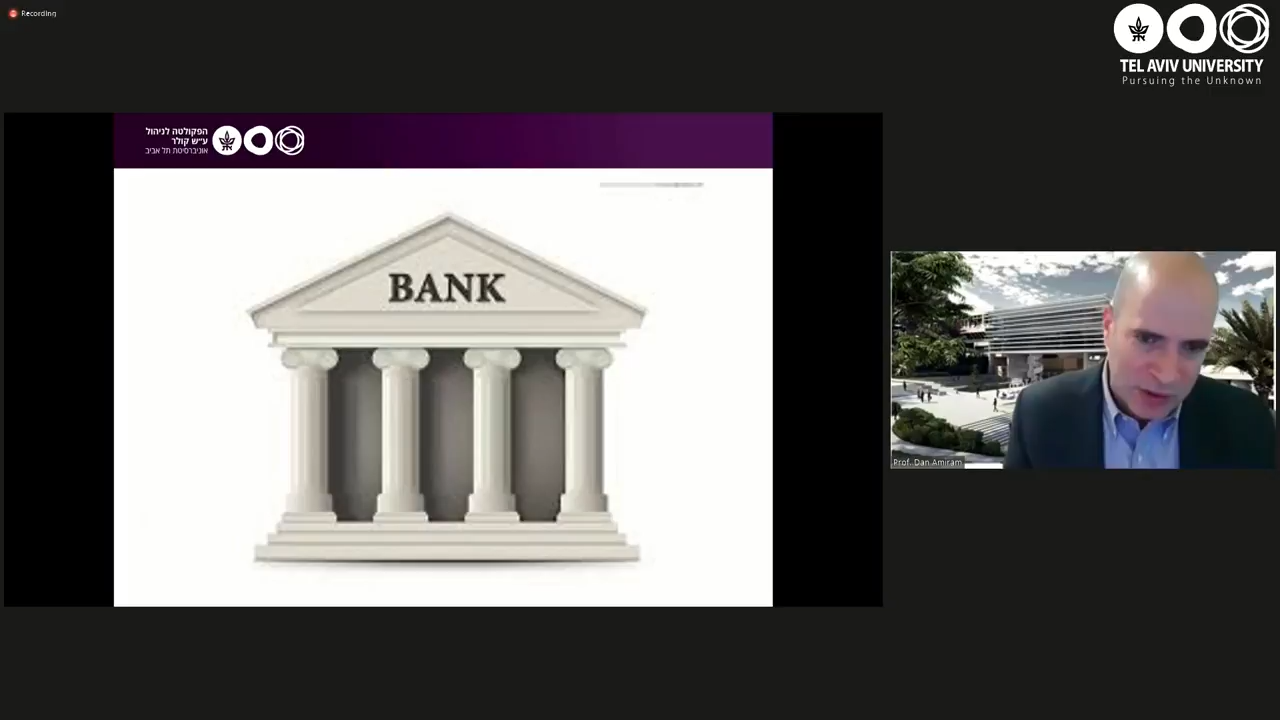 Recording
TEL AVIV UNIVERSITY
Pursuing the Unknown
הפקולטה לניהול
ע״ש קולר
אוניברסיטת תל אביב
BANK
Prof. Dan Amiram